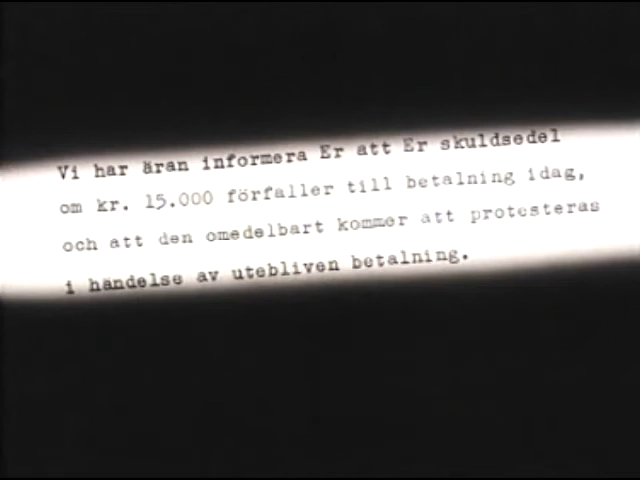 Vi har äran informera Er att Er skuldsedel
om kr. 15.000 förfaller till betalning idag,
och att den omedelbart kommer att protesteras
i händelse av utebliven betalning.